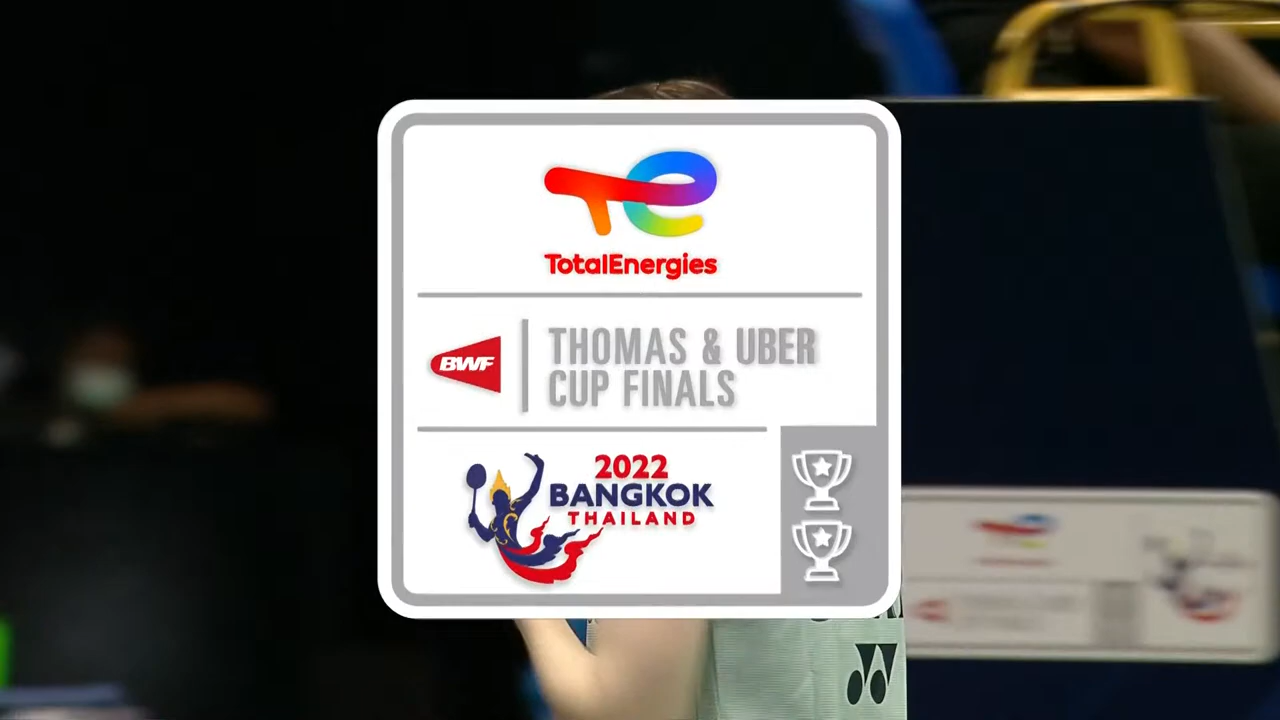 TotalEnergies
BWF
THOMAS & UBER
CUP FINALS
2022
BANGKOK
THAILAND